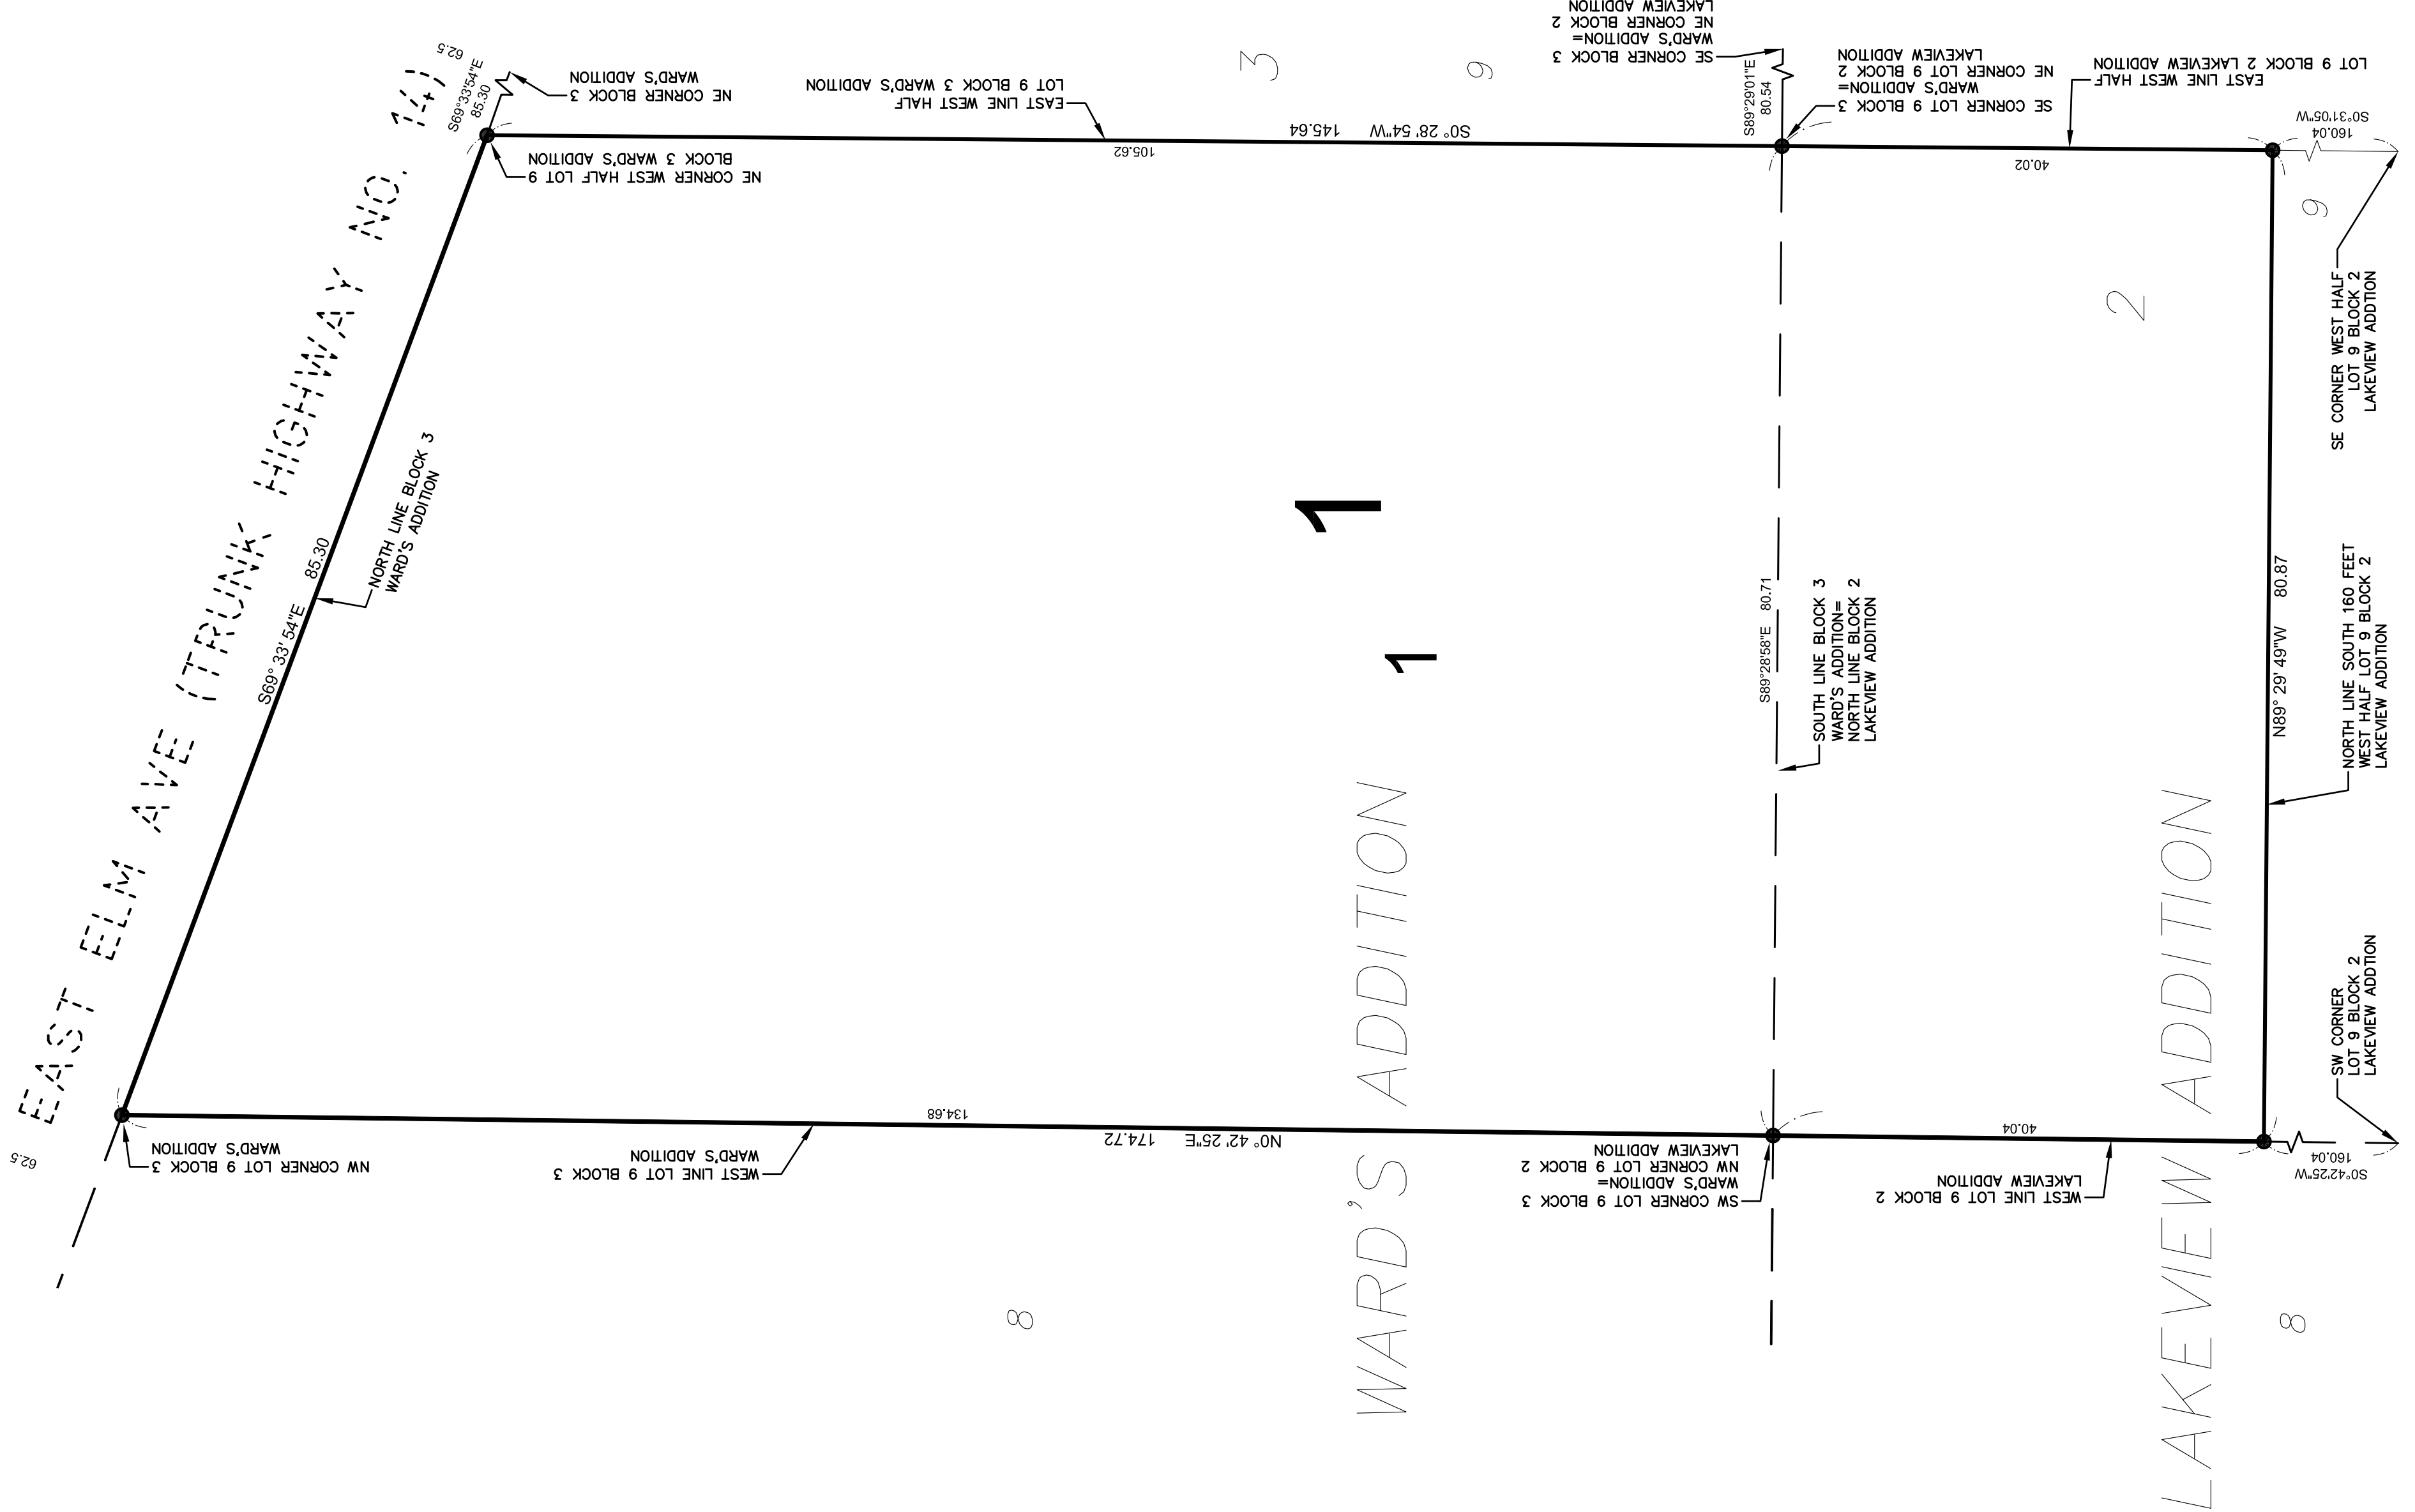 EAST ELM AVE (TRUNK HIGHWAY NO. 14)
62.5
62.5
S69°33'54"E
85.30
NE CORNER BLOCK 3
WARD'S ADDITION
NE CORNER WEST HALF LOT 9
BLOCK 3 WARD'S ADDITION
S69° 33' 54"E 85.30
NORTH LINE BLOCK 3
WARD'S ADDITION
NW CORNER LOT 9 BLOCK 3
WARD'S ADDITION
EAST LINE WEST HALF
LOT 9 BLOCK 3 WARD'S ADDITION
S0° 28' 54"W 145.64
105.62
3
9
WEST LINE LOT 9 BLOCK 3
WARD'S ADDITION
134.68
N0° 42' 25"E 174.72
8
1
1
WARD'S ADDITION
SE CORNER BLOCK 3
WARD'S ADDITION=
NE CORNER BLOCK 2
LAKEVIEW ADDITION
S89°29'01"E
80.54
SE CORNER LOT 9 BLOCK 3
WARD'S ADDITION=
NE CORNER LOT 9 BLOCK 2
LAKEVIEW ADDITION
S89°28'58"E 80.71
SOUTH LINE BLOCK 3
WARD'S ADDITION=
NORTH LINE BLOCK 2
LAKEVIEW ADDITION
SW CORNER LOT 9 BLOCK 3
WARD'S ADDITION=
NW CORNER LOT 9 BLOCK 2
LAKEVIEW ADDITION
EAST LINE WEST HALF
LOT 9 BLOCK 2 LAKEVIEW ADDITION
40.02
2
9
WEST LINE LOT 9 BLOCK 2
LAKEVIEW ADDITION
40.04
LAKEVIEW ADDITION
8
N89° 29' 49"W 80.87
NORTH LINE SOUTH 160 FEET
WEST HALF LOT 9 BLOCK 2
LAKEVIEW ADDITION
160.04
S0°31'05"W
SE CORNER WEST HALF
LOT 9 BLOCK 2
LAKEVIEW ADDTION
SW CORNER
LOT 9 BLOCK 2
LAKEVIEW ADDTION
160.04
S0°42'25"W